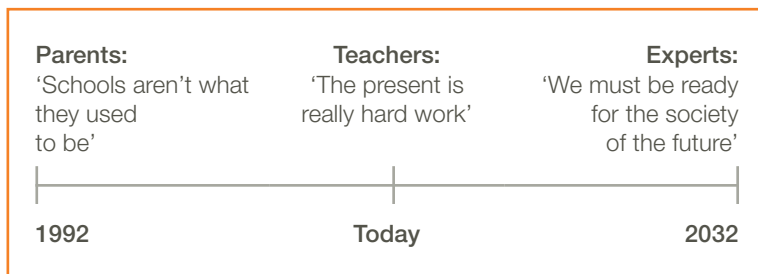 Parents:
‘Schools aren’t what
they used
to be’
Teachers:
‘The present is
really hard work’
Experts:
‘We must be ready
for the society
of the future’
1992
Today
2032